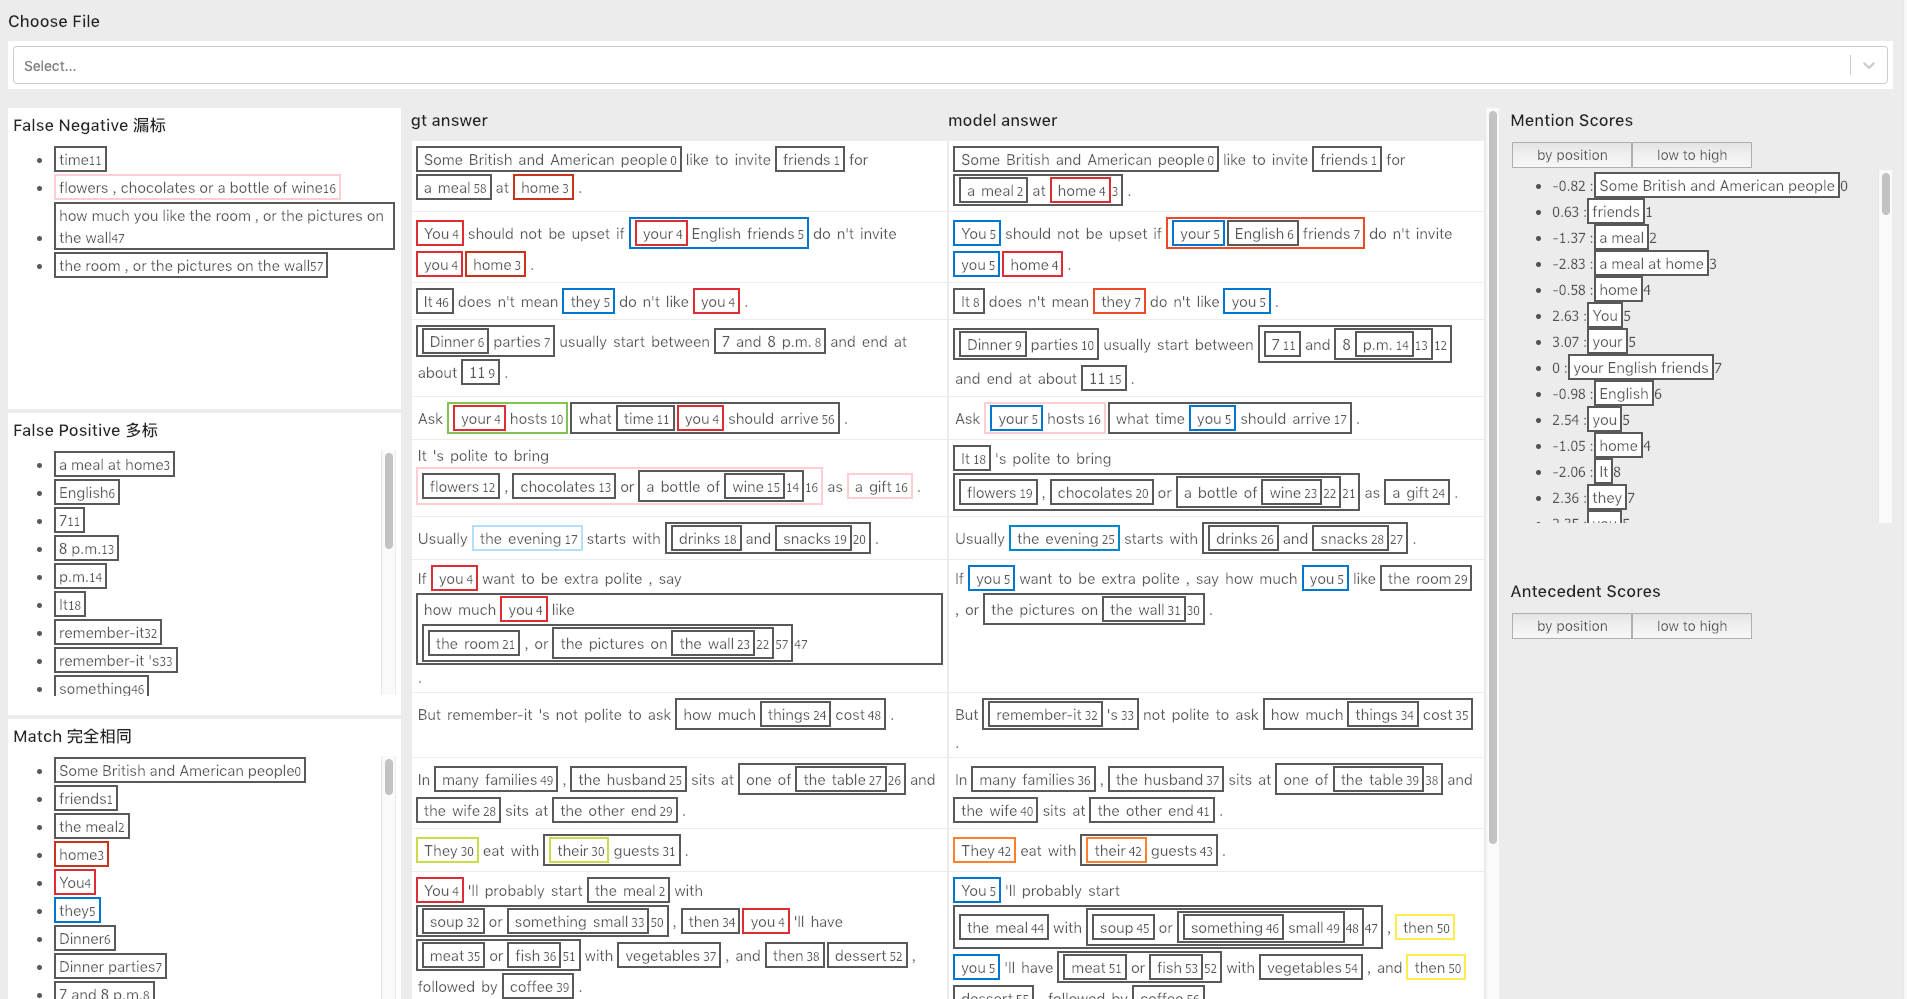 Choose File
Select...
False Negative 漏标
time11
flowers , chocolates or a bottle of wine16
how much you like the room , or the pictures on
the wall47
the room , or the pictures on the wall57
False Positive 多标
a meal at home3
English6
711
8 p.m.13
p.m.14
It18
remember-it32
remember-it 's33
something46
Match 完全相同
Some British and American people0
friends1
the meal2
home3
You4
they5
Dinner6
Dinner parties7
7 and 8 p.m.8
gt answer
Some British and American people 0 like to invite friends 1 for
a meal 58 at home 3 .
You 4 should not be upset if your 4 English friends 5 do n't invite
you 4 home 3 .
It 46 does n't mean they 5 do n't like you 4 .
Dinner 6 parties 7 usually start between 7 and 8 p.m. 8 and end at
about 11 9 .
Ask your 4 hosts 10 what time 11 you 4 should arrive 56 .
It 's polite to bring
flowers 12 , chocolates 13 or a bottle of wine 15 14 16 as a gift 16 .
Usually the evening 17 starts with drinks 18 and snacks 19 20 .
If you 4 want to be extra polite , say
how much you 4 like
the room 21 , or the pictures on the wall 23 22 57 47
.
But remember-it 's not polite to ask how much things 24 cost 48 .
In many families 49 , the husband 25 sits at one of the table 27 26 and
the wife 28 sits at the other end 29 .
They 30 eat with their 30 guests 31 .
You 4 'll probably start the meal 2 with
soup 32 or something small 33 50 , then 34 you 4 'll have
meat 35 or fish 36 51 with vegetables 37 , and then 38 dessert 52 ,
followed by coffee 39 .
model answer
Some British and American people 0 like to invite friends 1 for
a meal 2 at home 4 3 .
You 5 should not be upset if your 5 English 6 friends 7 do n't invite
you 5 home 4 .
It 8 does n't mean they 7 do n't like you 5 .
Dinner 9 parties 10 usually start between 7 11 and 8 p.m. 14 13 12
and end at about 11 15 .
Ask your 5 hosts 16 what time you 5 should arrive 17 .
It 18 's polite to bring
flowers 19 , chocolates 20 or a bottle of wine 23 22 21 as a gift 24 .
Usually the evening 25 starts with drinks 26 and snacks 28 27 .
If you 5 want to be extra polite , say how much you 5 like the room 29
, or the pictures on the wall 31 30 .
But remember-it 32 's 33 not polite to ask how much things 34 cost 35
.
In many families 36 , the husband 37 sits at one of the table 39 38 and
the wife 40 sits at the other end 41 .
They 42 eat with their 42 guests 43 .
You 5 'll probably start
the meal 44 with soup 45 or something 46 small 49 48 47 , then 50
you 5 'll have meat 51 or fish 53 52 with vegetables 54 , and then 50
dessert 55 , followed by coffee 56
Mention Scores
by position low to high
-0.82 : Some British and American people 0
0.63 : friends 1
-1.37 : a meal 2
-2.83 : a meal at home 3
-0.58 : home 4
2.63 : You 5
3.07 : your 5
0 : your English friends 7
-0.98 : English 6
2.54 : you 5
-1.05 : home 4
-2.06 : It 8
2.36 : they 7
2.35 : you 5
Antecedent Scores
by position low to high